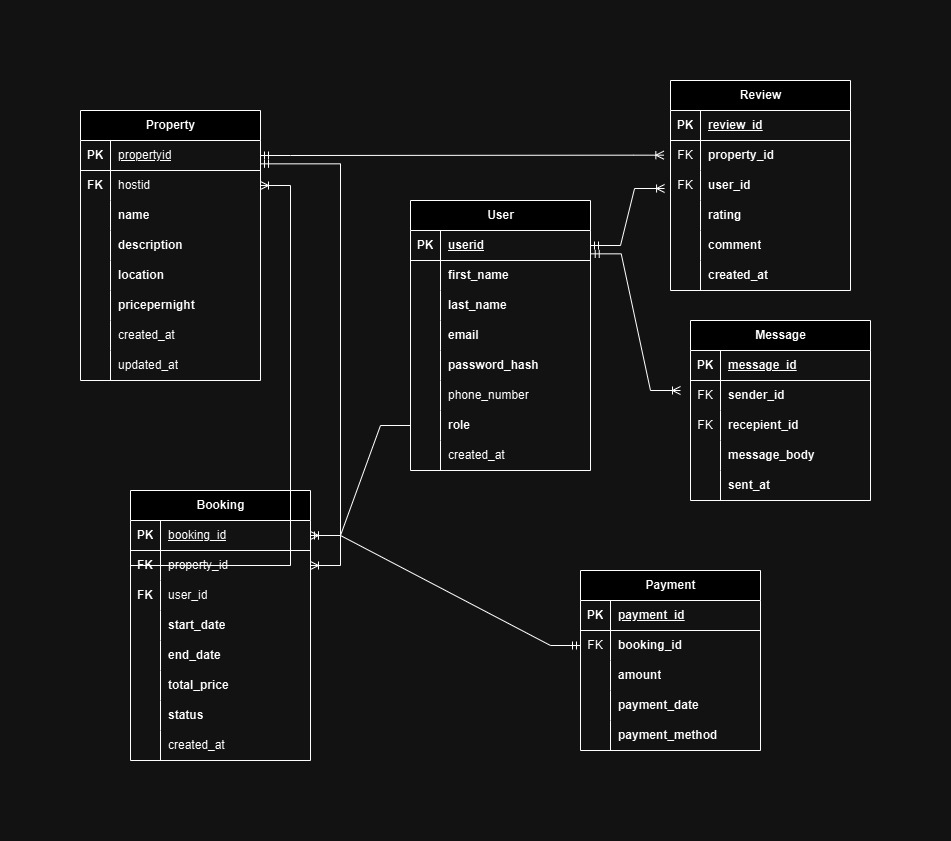 Property
PK propertyid
FK hostid
name
description
location
pricepernight
created_at
updated_at
User
PK userid
first_name
last_name
email
password_hash
phone_number
role
created_at
Review
PK review_id
FK property_id
FK user_id
rating
comment
created_at
Message
PK message_id
FK sender_id
FK recepient_id
message_body
sent_at
Booking
PK booking_id
FK property_id
FK user_id
start_date
end_date
total_price
status
created_at
Payment
PK payment_id
FK booking_id
amount
payment_date
payment_method